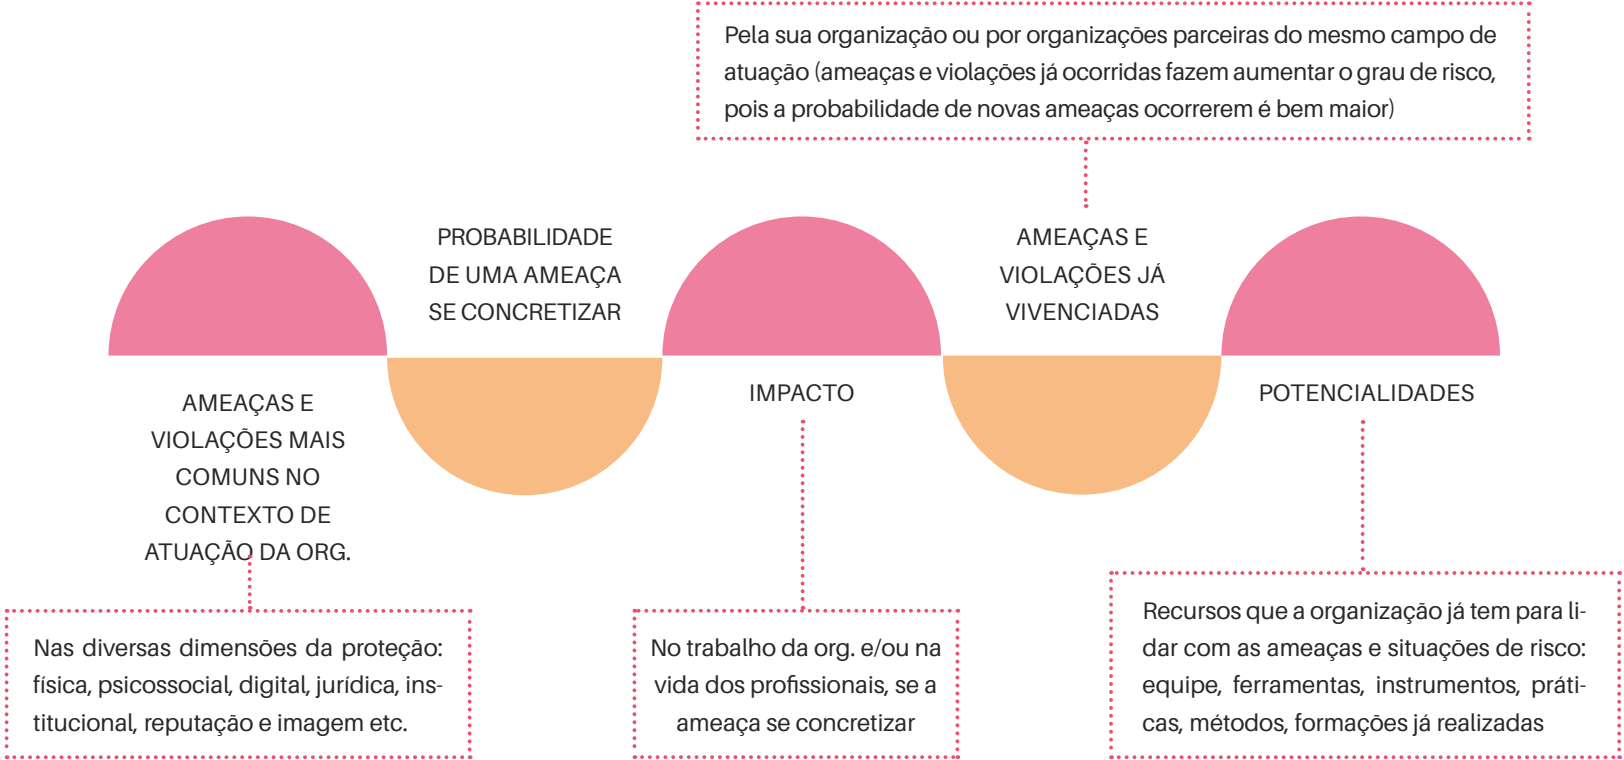 Pela sua organização ou por organizações parceiras do mesmo campo de
atuação (ameaças e violações já ocorridas fazem aumentar o grau de risco,
pois a probabilidade de novas ameaças ocorrerem é bem maior)
PROBABILIDADE
DE UMA AMEAÇA
SE CONCRETIZAR
AMEAÇAS E
VIOLAÇÕES JÁ
VIVENCIADAS
AMEAÇAS E
VIOLAÇÕES MAIS
COMUNS NO
CONTEXTO DE
ATUAÇÃO DA ORG.
IMPACTO
POTENCIALIDADES
Nas diversas dimensões da proteção:
física, psicossocial, digital, jurídica, ins-
titucional, reputação e imagem etc.
No trabalho da org. e/ou na
vida dos profissionais, se a
ameaça se concretizar
Recursos que a organização já tem para li-
dar com as ameaças e situações de risco:
equipe, ferramentas, instrumentos, práti-
cas, métodos, formações já realizadas